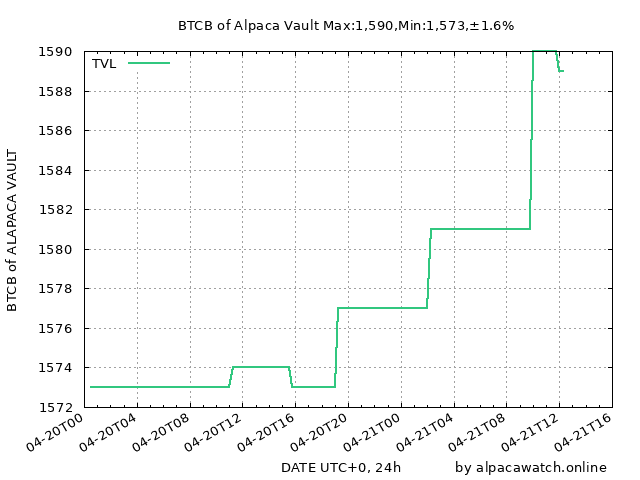 BTCB of Alpaca Vault Max:1,590,Min:1,573,±1.6%
TVL
1590
1588
1586
1584
1582
1580
1578
1576
1574
1572
BTCB of ALAPACA VAULT
04-20T00
04-20T04
04-20T08
04-20T12
04-20T16
04-20T20
04-21T00
04-21T04
04-21T08
04-21T12
04-21T16
DATE UTC+0, 24h
by alpacawatch.online